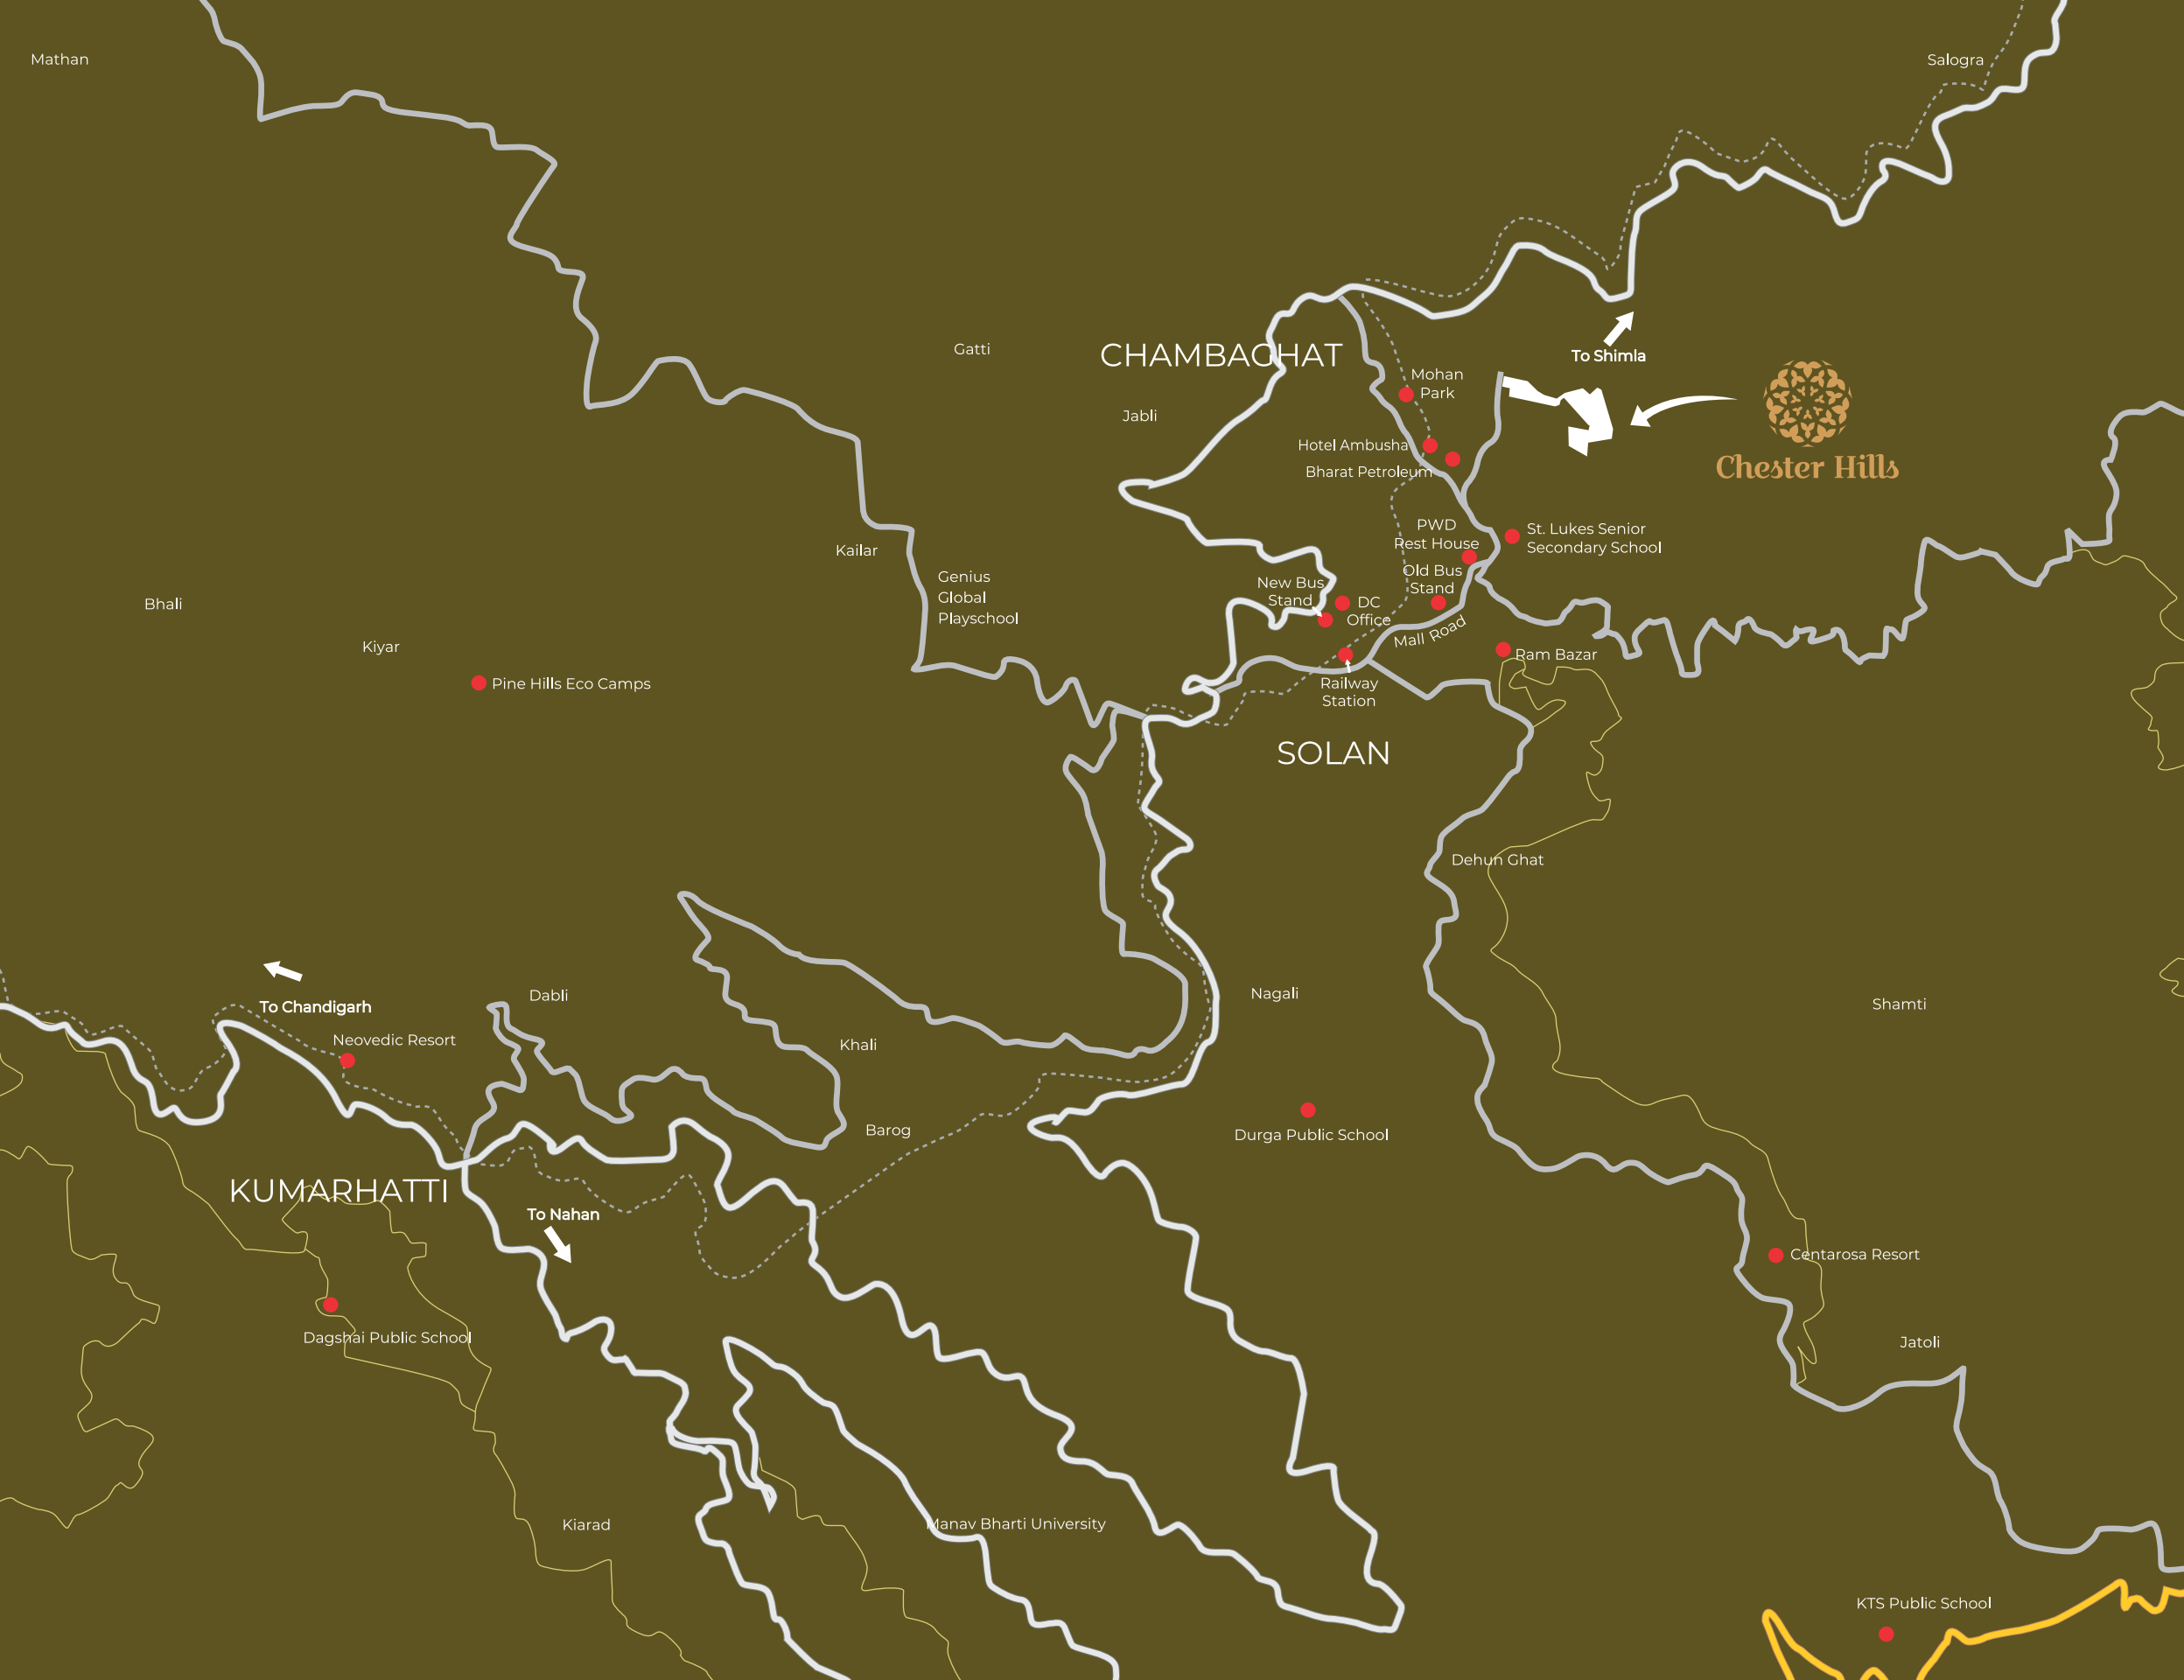 Mathan
Salogra
To Shimla
Gatti
CHAMBAGHAT
Mohan
Park
Jabli
Hotel Ambusha
Bharat Petroleum
Chester Hills
PWD
Rest House
St. Lukes Senior
Secondary School
Kailar
Old Bus
Stand
Genius
Global
Playschool
New Bus
Stand
DC
Office
Bhali
Mall Road
Kiyar
Ram Bazar
Pine Hills Eco Camps
Railway
Station
SOLAN
Dehun Ghat
Dabli
Nagali
To Chandigarh
Shamti
Neovedic Resort
Khali
Barog
Durga Public School
KUMARHATTI
To Nahan
Centarosa Resort
Dagshai Public School
Jatoli
Kiarad
Manav Bharti University
KTS Public School